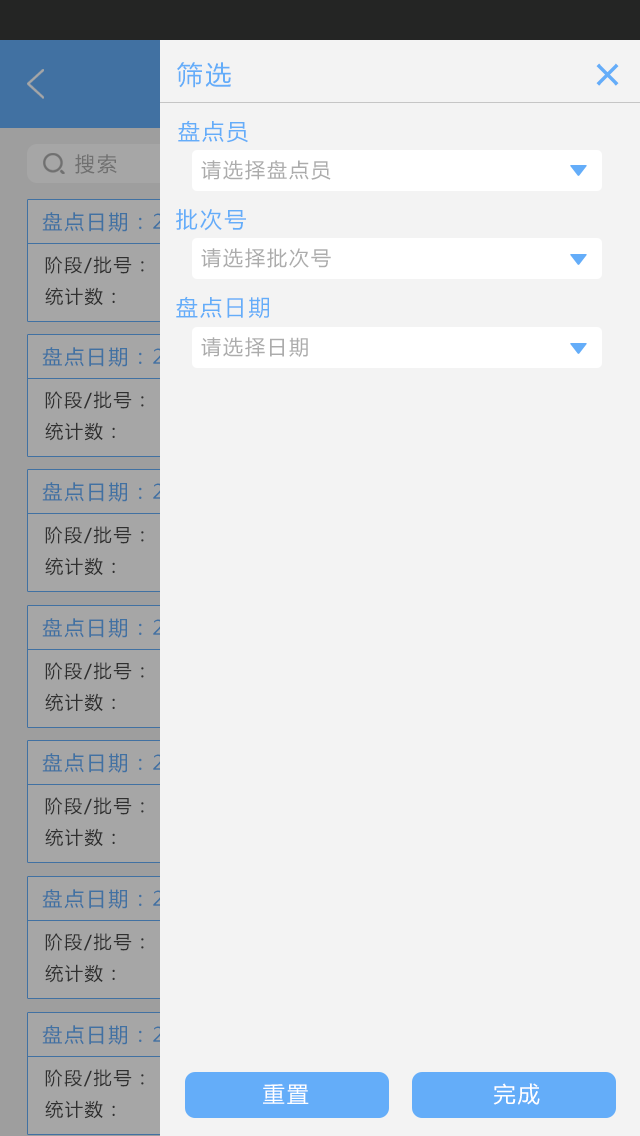 筛选
盘点员
请选择盘点员
批次号
请选择批次号
盘点日期
请选择日期
重置
完成
搜索
盘点日期：2
阶段/批号：
统计数：
盘点日期：2
阶段/批号：
统计数：
盘点日期：2
阶段/批号：
统计数：
盘点日期：2
阶段/批号：
统计数：
盘点日期：2
阶段/批号：
统计数：
盘点日期：2
阶段/批号：
统计数：
盘点日期：2
阶段/批号：
统计数：